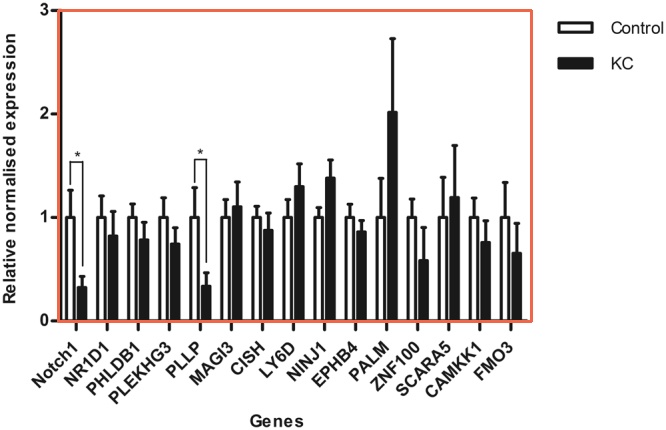 Relative normalised expression
3
2
1
0
*
*
Control
KC
Notch1
NR1D1
PHLDB1
PLEKHG3
PLLP
MAGI3
CISH
LY6D
NINJ1
EPHB4
PALM
ZNF100
SCARA5
CAMKK1
FMO3
Genes